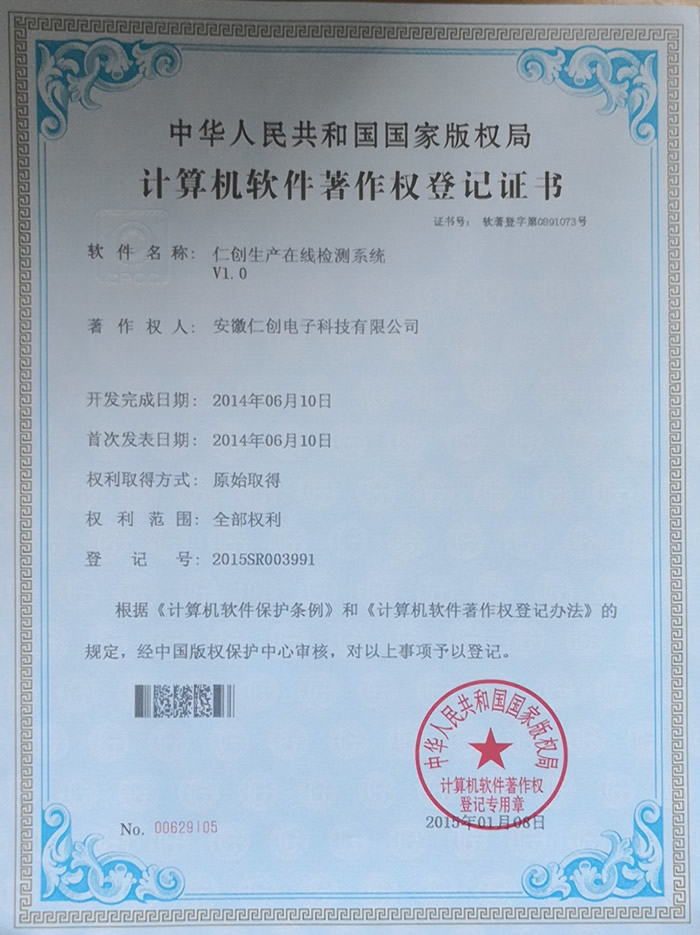 中华人民共和国国家版权局
计算机软件著作权登记证书
证书号: 软著登字第0891073号
软件名称: 仁创生产在线检测系统
V1.0
著作权人: 安徽仁创电子科技有限公司
开发完成日期: 2014年06月10日
首次发表日期: 2014年06月10日
权利取得方式: 原始取得
权利范围: 全部权利
登记号: 2015SR003991
根据《计算机软件保护条例》和《计算机软件著作权登记办法》的
规定，经中国版权保护中心审核，对以上事项予以登记。
中华人民共和国国家版权局
计算机软件著作权
登记专用章
2015年01月08日
No. 00629105